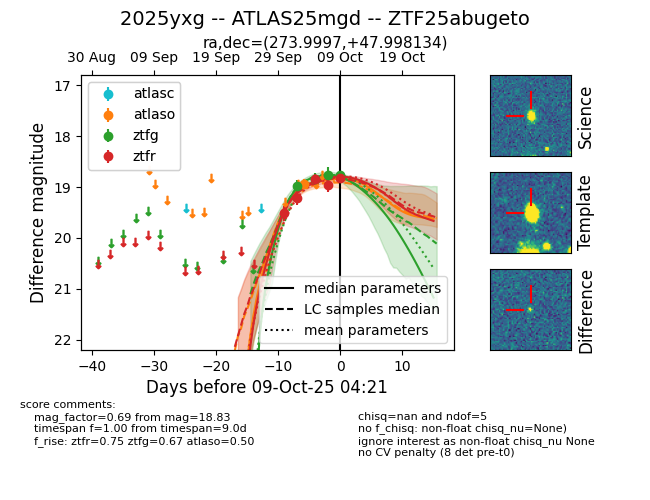 2025yxg -- ATLAS25mgd -- ZTF25abugeto
ra,dec=(273.9997,+47.998134)
30 Aug 09 Sep 19 Sep 29 Sep 09 Oct 19 Oct
17
18
19
20
21
22
Difference magnitude
atlasc
atlaso
ztfg
ztfr
median parameters
LC samples median
mean parameters
−40 −30 −20 −10 0 10
Days before 09-Oct-25 04:21
Science
Template
Difference
score comments:
mag_factor=0.69 from mag=18.83
timespan f=1.00 from timespan=9.0d
f_rise: ztfr=0.75 ztfg=0.67 atlaso=0.50
chisq=nan and ndof=5
no f_chisq: non-float chisq_nu=None)
ignore interest as non-float chisq_nu None
no CV penalty (8 det pre-t0)